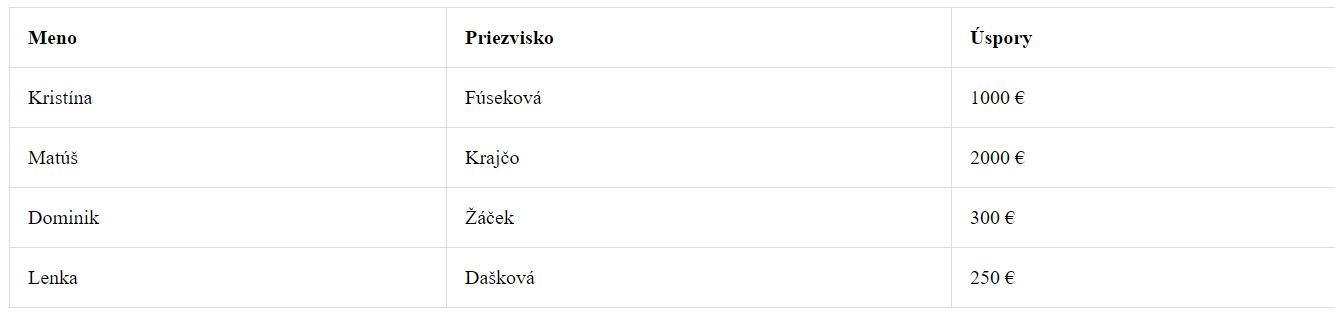 Meno Priezvisko Úspory
Kristína Fúseková 1000 €
Matúš Krajčo 2000 €
Dominik Žáček 300 €
Lenka Dašková 250 €